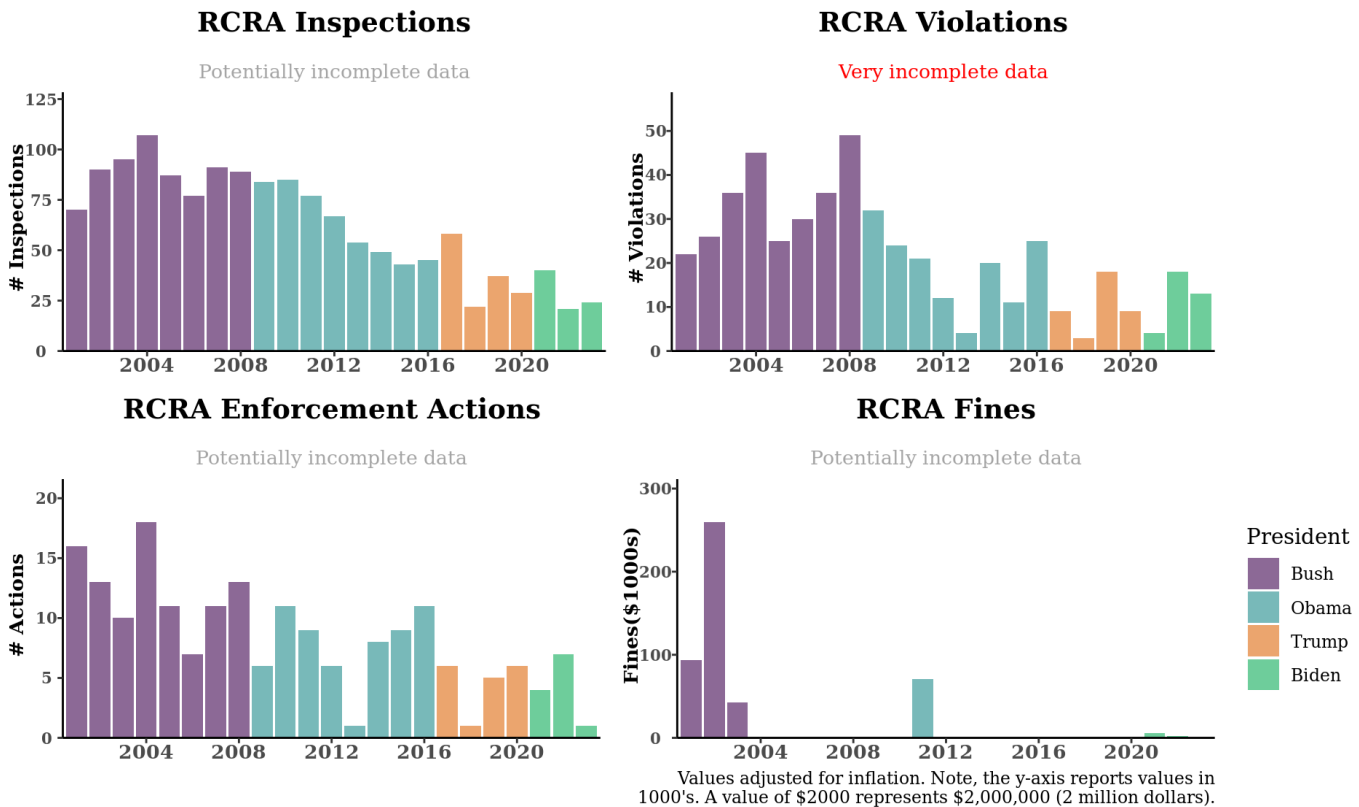 RCRA Inspections
Potentially incomplete data
# Inspections
125
100
75
50
25
0
2004 2008 2012 2016 2020
RCRA Violations
Very incomplete data
# Violations
50
40
30
20
10
0
2004 2008 2012 2016 2020
RCRA Enforcement Actions
Potentially incomplete data
# Actions
20
15
10
5
0
2004 2008 2012 2016 2020
RCRA Fines
Potentially incomplete data
Fines($1000s)
300
200
100
0
2004 2008 2012 2016 2020
Values adjusted for inflation. Note, the y-axis reports values in
1000's. A value of $2000 represents $2,000,000 (2 million dollars).
President
Bush
Obama
Trump
Biden